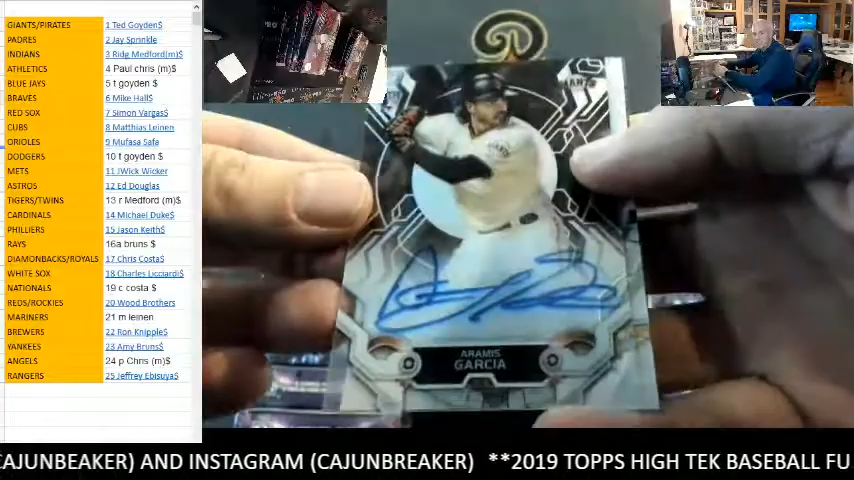 GIANTS/PIRATES 1 Ted Goyden$
PADRES 2 Jay Sprinkle
INDIANS 3 Ridg Medford(m)$
ATHLETICS 4 Paul chris (m)$
BLUE JAYS 5 t goyden $
BRAVES 6 Mike Hall$
RED SOX 7 Simon Vargas$
CUBS 8 Matthias Leinen
ORIOLES 9 Mufasa Safa
DODGERS 10 t goyden $
METS 11 JWick Wicker
ASTROS 12 Ed Douglas
TIGERS/TWINS 13 r Medford (m)$
CARDINALS 14 Michael Duke$
PHILLIERS 15 Jason Keith$
RAYS 16a bruns $
DIAMONBACKS/ROYALS 17 Chris Costa$
WHITE SOX 18 Charles Licciardi$
NATIONALS 19 c costa $
REDS/ROCKIES 20 Wood Brothers
MARINERS 21 m leinen
BREWERS 22 Ron Knipple$
YANKEES 23 Amy Bruns$
ANGELS 24 p Chris (m)$
RANGERS 25 Jeffrey Ebisuya$
ARAMIS
GARCIA
CAJUNBEAKER) AND INSTAGRAM (CAJUNBREAKER) **2019 TOPPS HIGH TEK BASEBALL FU